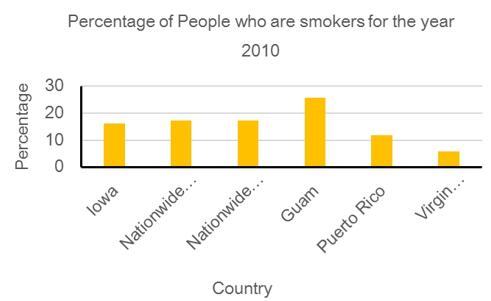 Percentage of People who are smokers for the year
2010
Percentage
30
20
10
0
Iowa
Nationwide…
Nationwide…
Guam
Puerto Rico
Virgin…
Country